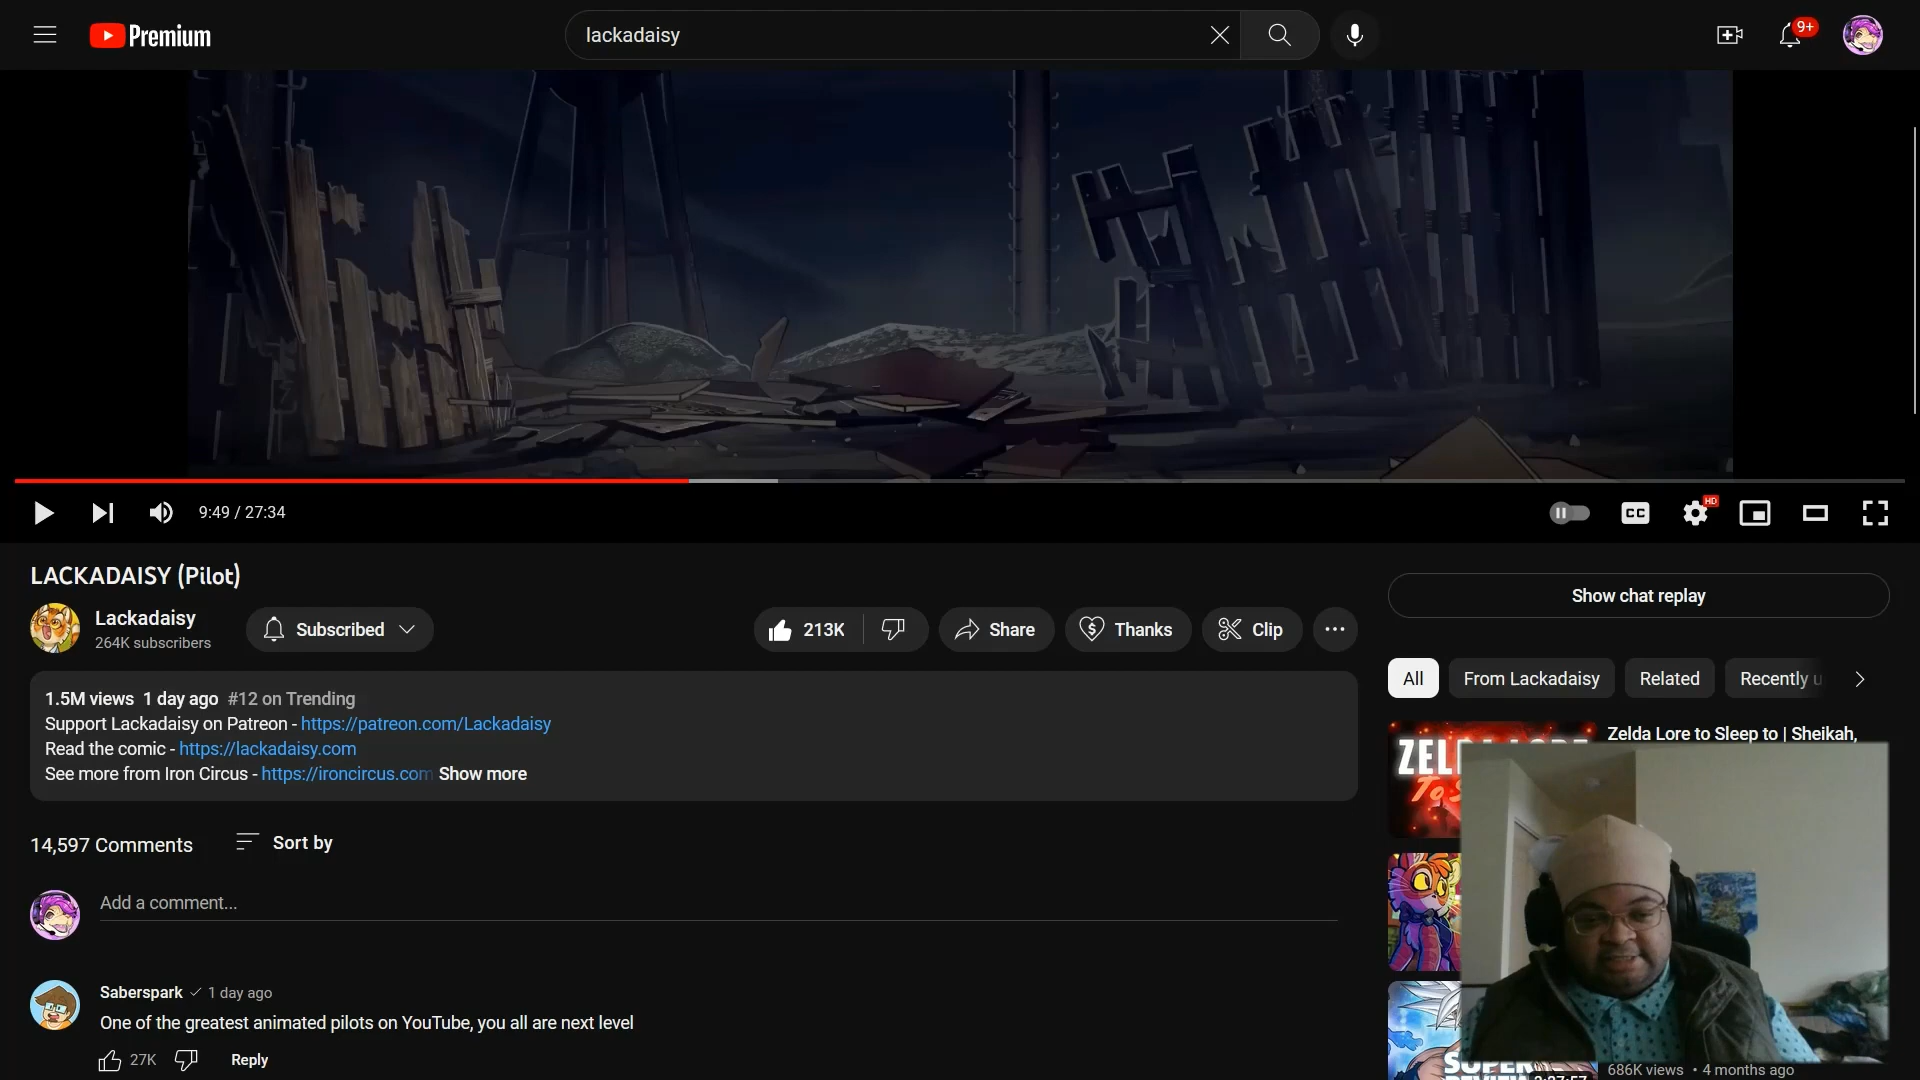 Premium
lackadaisy
9+
9:49 / 27:34
CC
HD
LACKADAISY (Pilot)
Lackadaisy
264K subscribers
Subscribed
213K
Share
Thanks
Clip
Show chat replay
1.5M views 1 day ago #12 on Trending
Support Lackadaisy on Patreon - https://patreon.com/Lackadaisy
Read the comic - https://lackadaisy.com
See more from Iron Circus - https://ironcircus.com Show more
All
From Lackadaisy
Related
Recently u
Zelda Lore to Sleep to | Sheikah,
14,597 Comments
Sort by
Add a comment...
Saberspark 1 day ago
One of the greatest animated pilots on YouTube, you all are next level
27K
Reply
686K views • 4 months ago